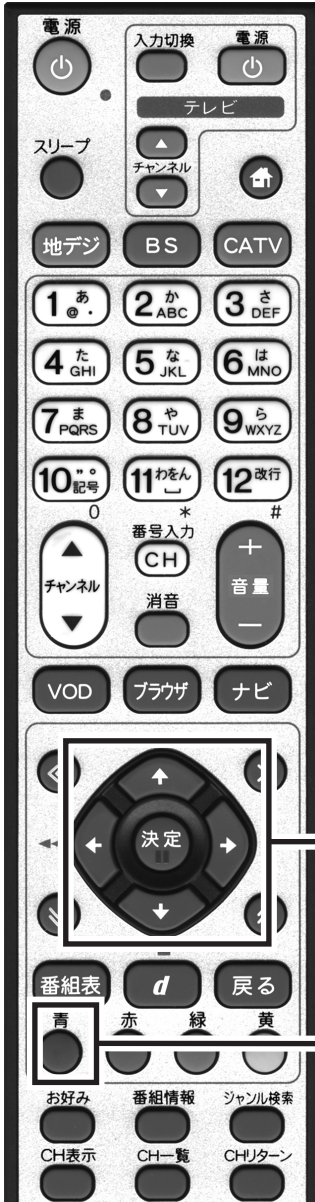 電源
入力切換 電源
テレビ
スリープ
チャンネル
地デジ BS CATV
1 あ @. 2 か ABC 3 さ DEF
4 た GHI 5 な JKL 6 は MNO
7 ま PQRS 8 や TUV 9 ら WXYZ
10 ゛゜ 記号 11 わをん 12 改行
0 * #
番号入力
CH
チャンネル
+
音量
-
消音
VOD ブラウザ ナビ
決定
番組表 d 戻る
青 赤 緑 黄
お好み 番組情報 ジャンル検索
CH表示 CH一覧 CHリターン